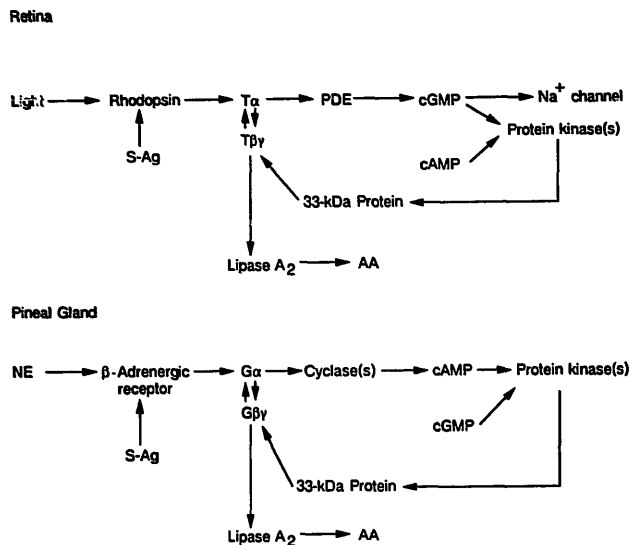 Retina
Light Rhodopsin Tα PDE cGMP Na+ channel
Tβγ Protein kinase(s)
S-Ag cAMP
33-kDa Protein
Lipase A2 AA
Pineal Gland
NE β-Adrenergic Gα Cyclase(s) cAMP Protein kinase(s)
receptor
Gβγ cGMP
S-Ag
33-kDa Protein
Lipase A2 AA